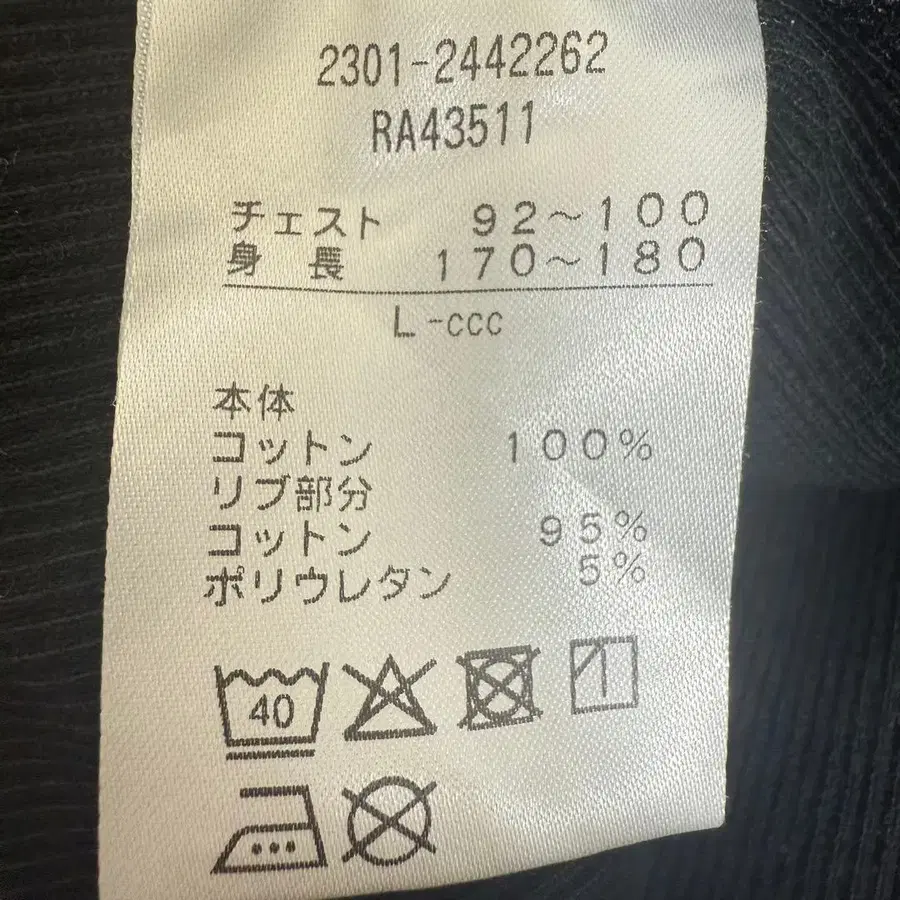 2301-2442262
RA43511
チェスト 92~100
身長 170~180
L-ccc
本体
コットン 100%
リブ部分
コットン 95%
ポリウレタン 5%
40